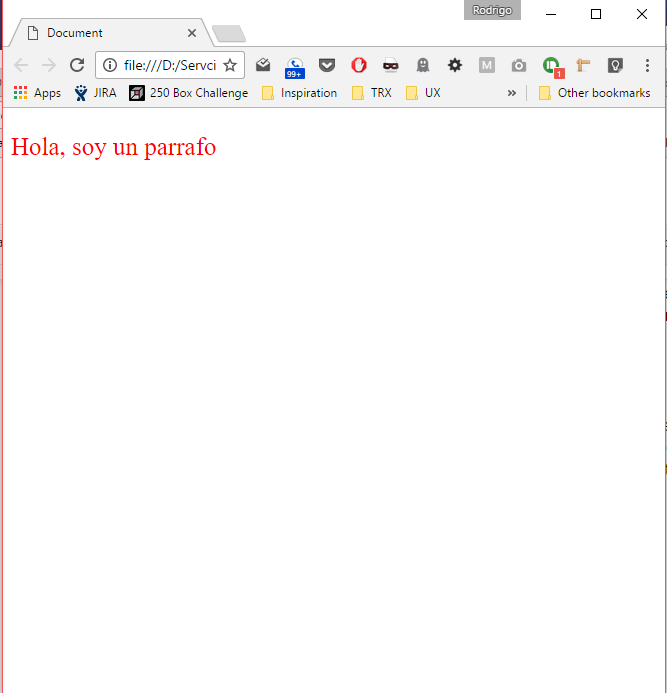 Rodrigo
Document
file:///D:/Servci
99+
M
1
Apps JIRA 250 Box Challenge Inspiration TRX UX » Other bookmarks
Hola, soy un parrafo